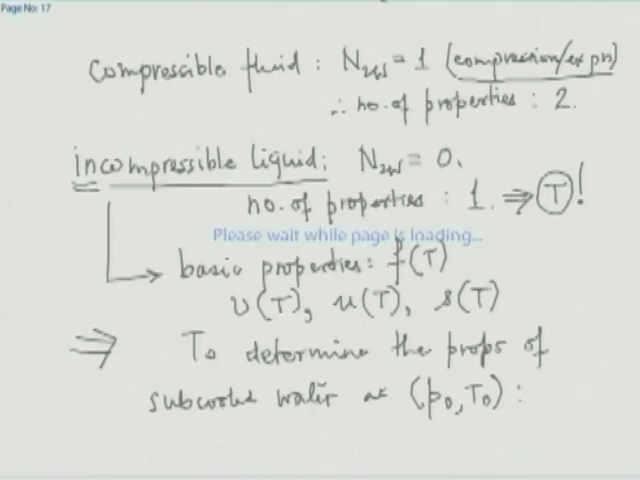 Page No: 17
Compressible fluid : N2W = 1 (compression/expn)
∴ no. of properties : 2.
incompressible liquid : N2W = 0.
no. of properties : 1. ⇒ T !
Please wait while page is loading...
basic properties : f(T)
v(T), u(T), s(T)
⇒ To determine the props of
subcooled water at (p0, T0) :